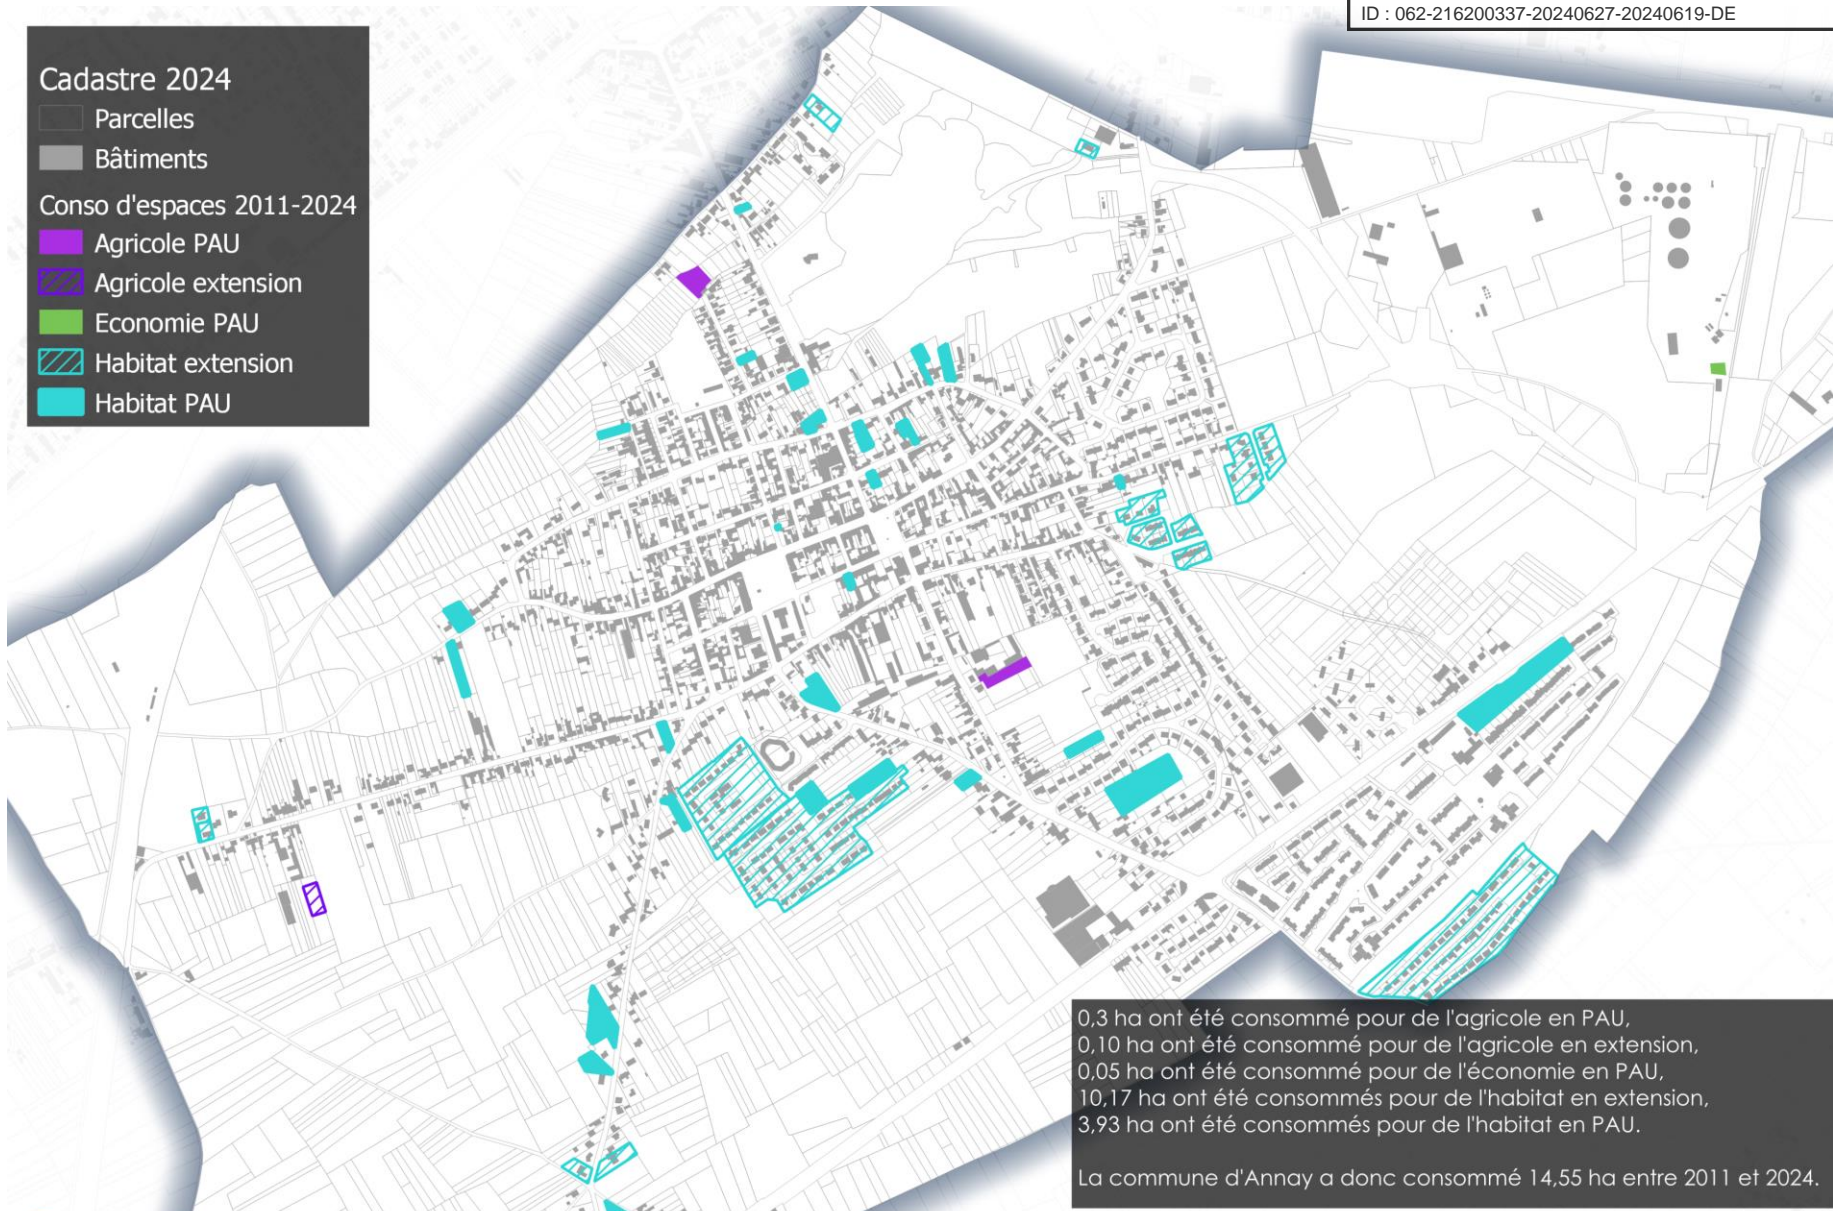 ID : 062-216200337-20240627-20240619-DE
Cadastre 2024
Parcelles
Bâtiments
Conso d'espaces 2011-2024
Agricole PAU
Agricole extension
Economie PAU
Habitat extension
Habitat PAU
0,3 ha ont été consommé pour de l'agricole en PAU,
0,10 ha ont été consommé pour de l'agricole en extension,
0,05 ha ont été consommé pour de l'économie en PAU,
10,17 ha ont été consommés pour de l'habitat en extension,
3,93 ha ont été consommés pour de l'habitat en PAU.
La commune d'Annay a donc consommé 14,55 ha entre 2011 et 2024.